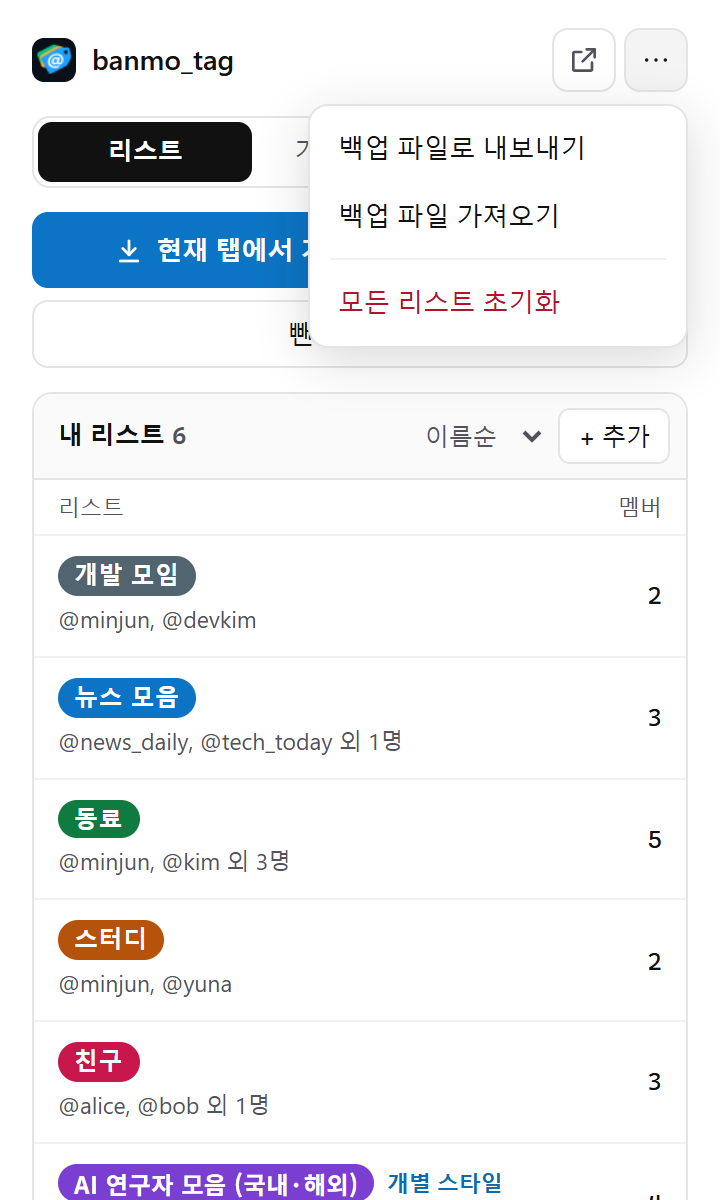 banmo_tag
백업 파일로 내보내기
백업 파일 가져오기
모든 리스트 초기화
리스트
현재 탭에서
뺀
내 리스트 6
이름순
+ 추가
리스트 멤버
개발 모임
@minjun, @devkim
2
뉴스 모음
@news_daily, @tech_today 외 1명
3
동료
@minjun, @kim 외 3명
5
스터디
@minjun, @yuna
2
친구
@alice, @bob 외 1명
3
AI 연구자 모음 (국내·해외) 개별 스타일